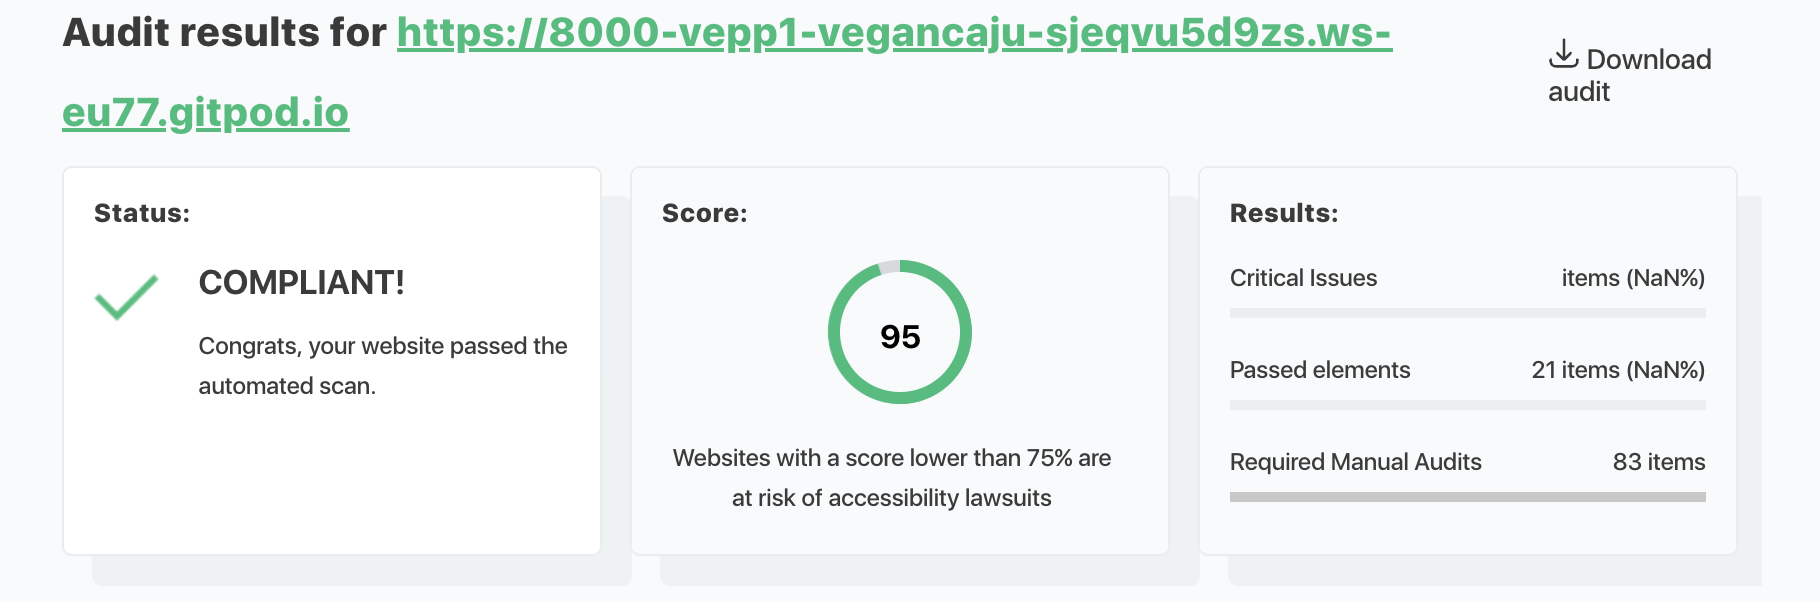 Audit results for https://8000-vepp1-vegancaju-sjeqvu5d9zs.ws-
eu77.gitpod.io
Download
audit
Status:
COMPLIANT!
Congrats, your website passed the
automated scan.
Score:
95
Websites with a score lower than 75% are
at risk of accessibility lawsuits
Results:
Critical Issues items (NaN%)
Passed elements 21 items (NaN%)
Required Manual Audits 83 items